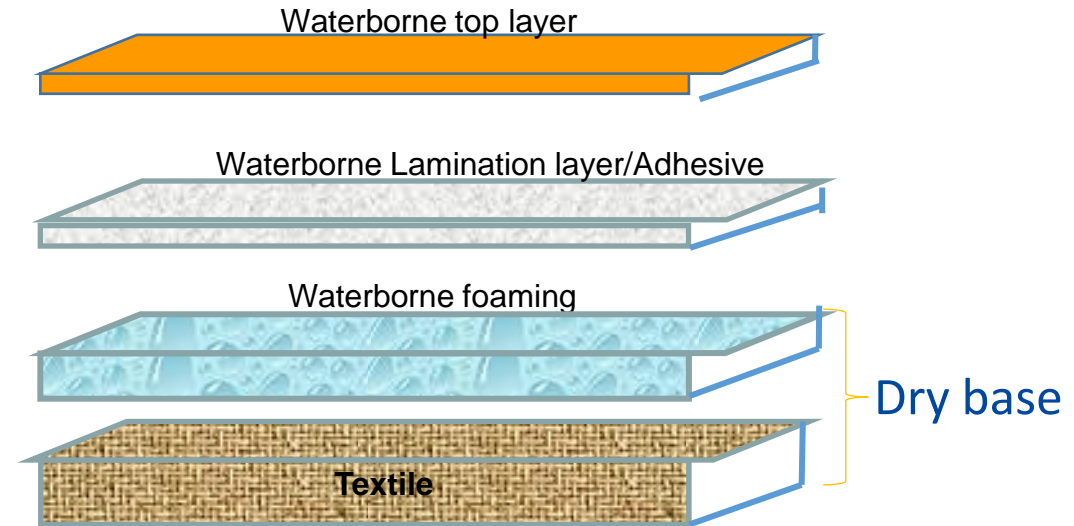 Waterborne top layer
Waterborne Lamination layer/Adhesive
Waterborne foaming
Dry base
Textile